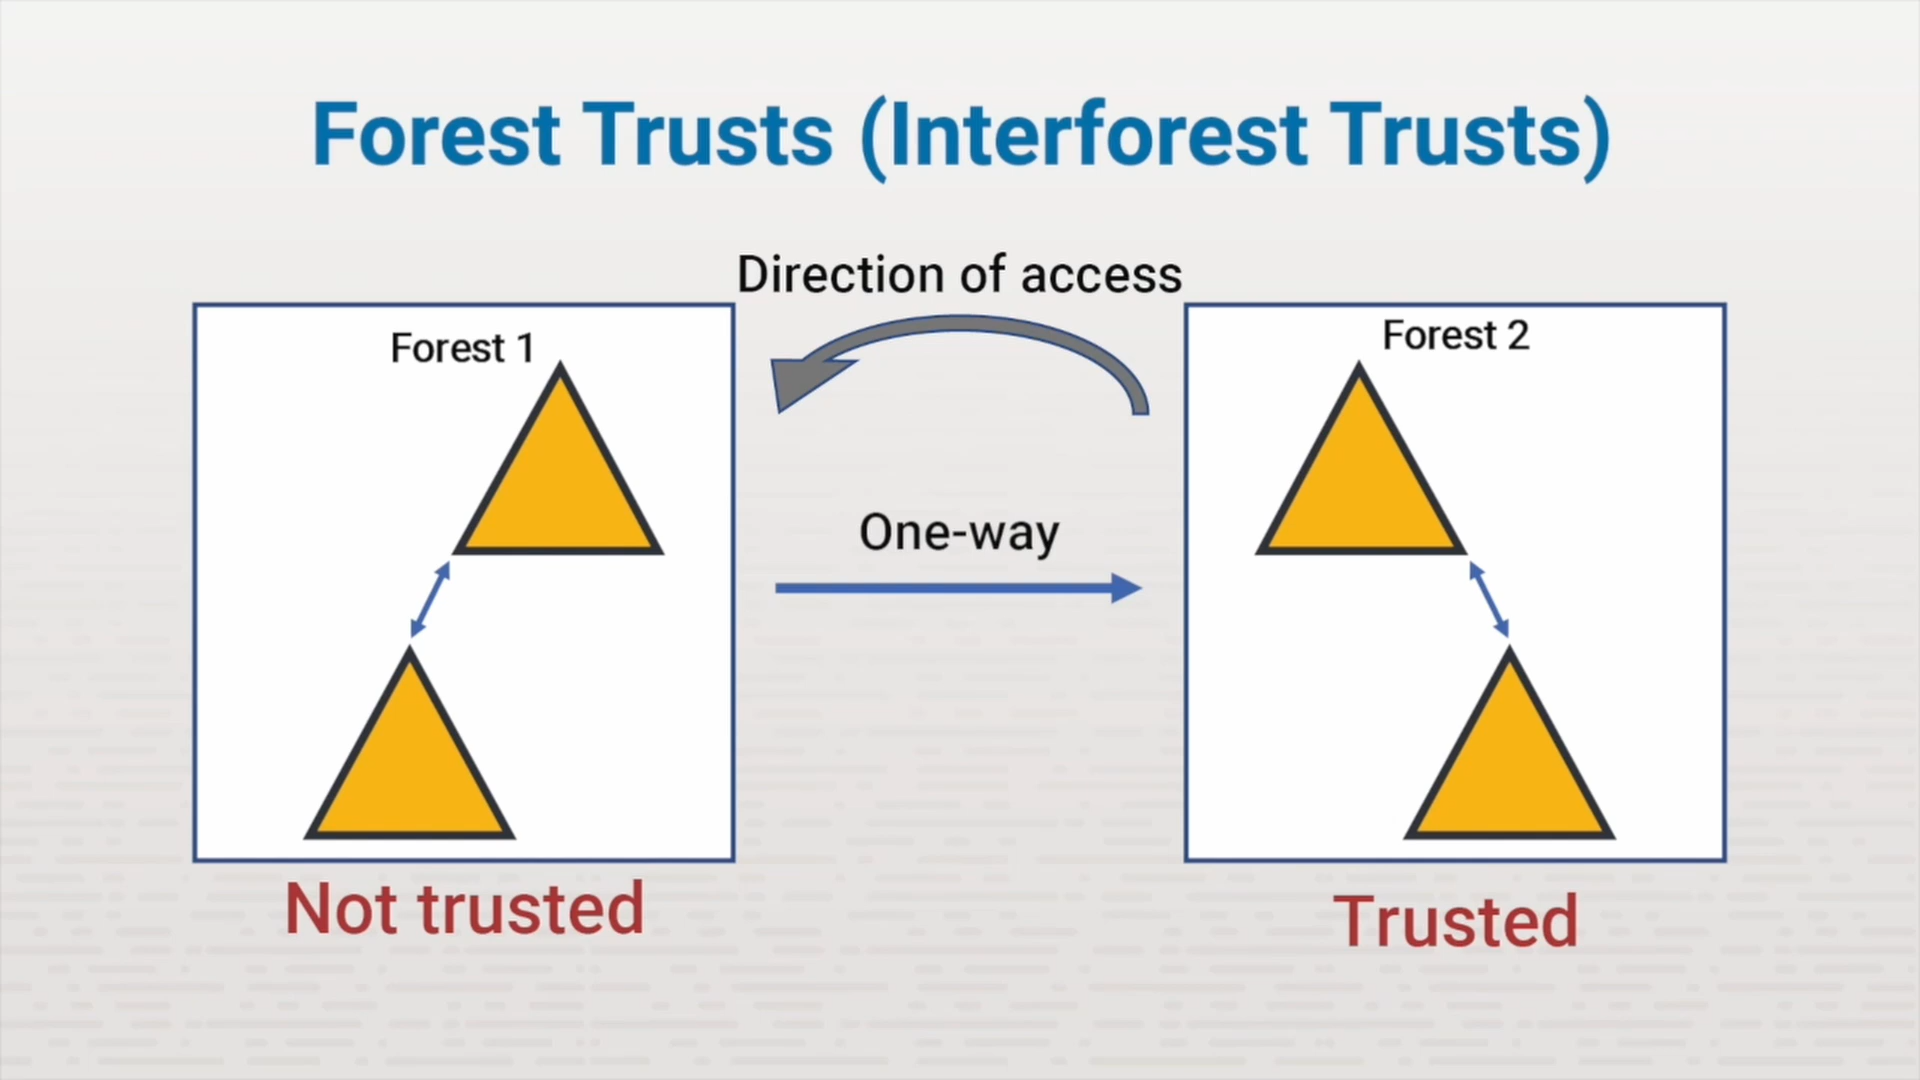 Forest Trusts (Interforest Trusts)
Direction of access
Forest 1
Forest 2
One-way
Not trusted
Trusted